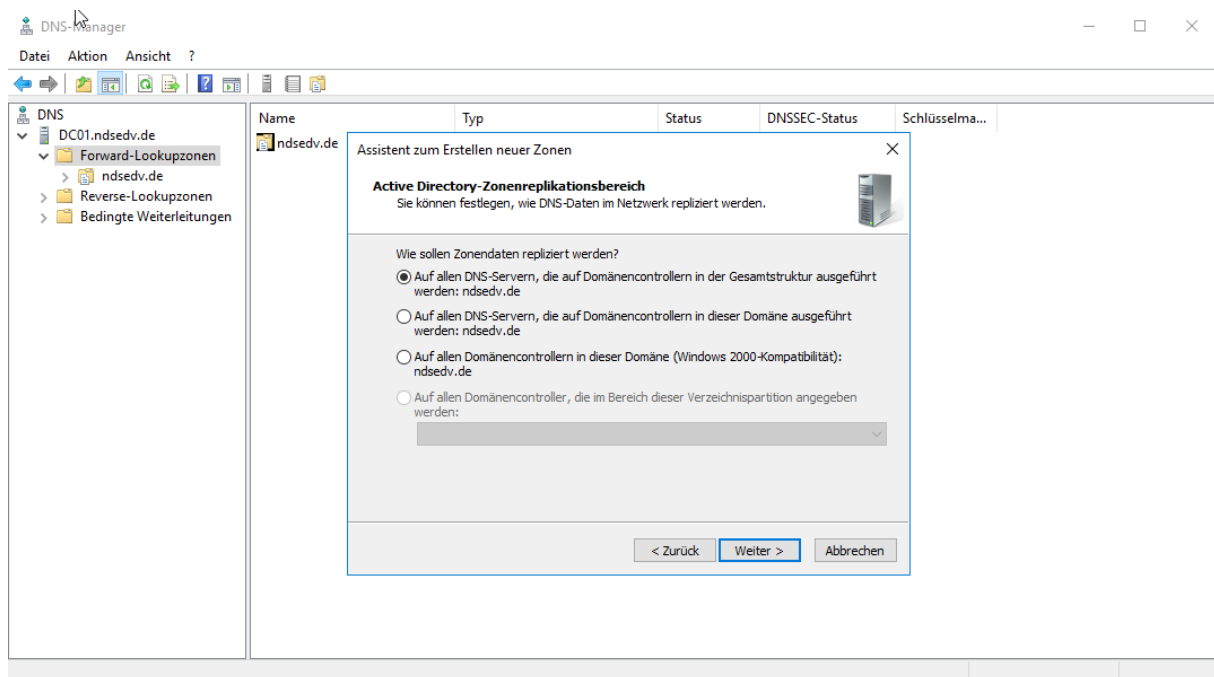 DNS-Manager
Datei Aktion Ansicht ?
DNS
DC01.ndsedv.de
Forward-Lookupzonen
ndsedv.de
Reverse-Lookupzonen
Bedingte Weiterleitungen
Name Typ Status DNSSEC-Status Schlüsselma...
ndsedv.de
Assistent zum Erstellen neuer Zonen
Active Directory-Zonenreplikationsbereich
Sie können festlegen, wie DNS-Daten im Netzwerk repliziert werden.
Wie sollen Zonendaten repliziert werden?
Auf allen DNS-Servern, die auf Domänencontrollern in der Gesamtstruktur ausgeführt
werden: ndsedv.de
Auf allen DNS-Servern, die auf Domänencontrollern in dieser Domäne ausgeführt
werden: ndsedv.de
Auf allen Domänencontrollern in dieser Domäne (Windows 2000-Kompatibilität):
ndsedv.de
Auf allen Domänencontroller, die im Bereich dieser Verzeichnispartition angegeben
werden:
< Zurück Weiter > Abbrechen